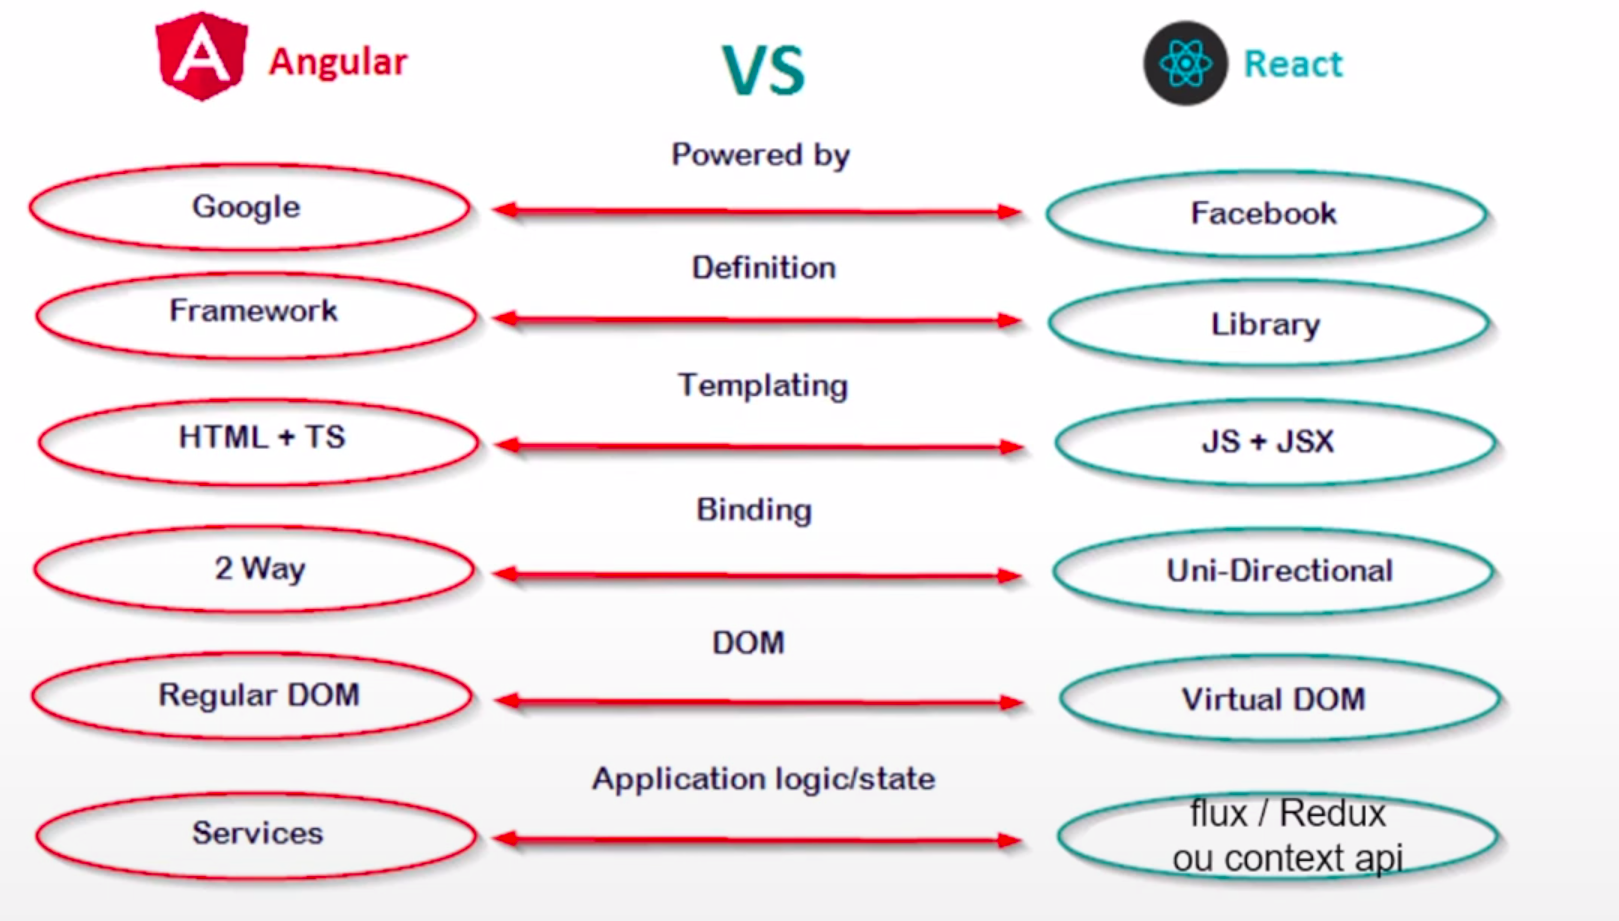 Angular
VS
React
Powered by
Google
Facebook
Definition
Framework
Library
Templating
HTML + TS
JS + JSX
Binding
2 Way
Uni-Directional
DOM
Regular DOM
Virtual DOM
Application logic/state
Services
flux / Redux
ou context api